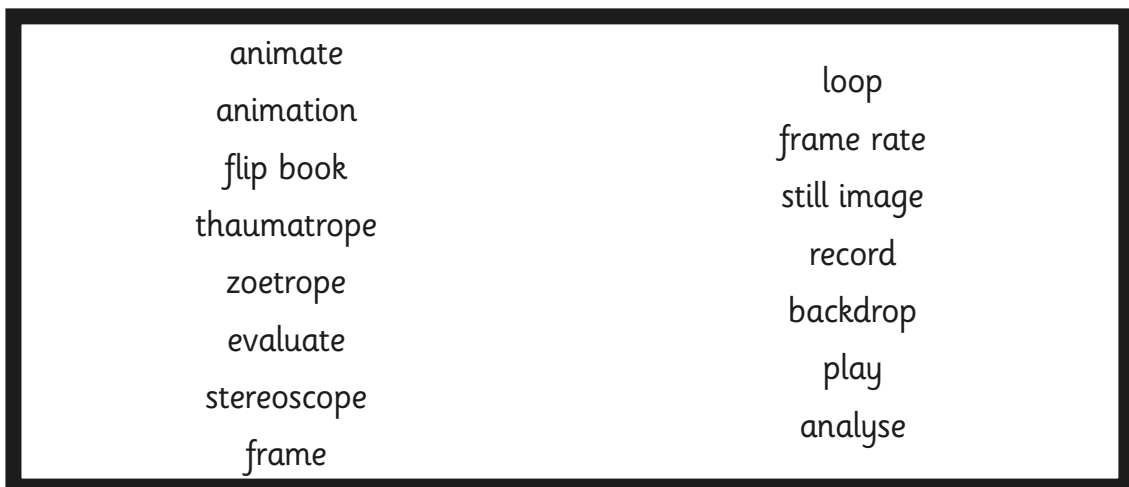 animate
animation
flip book
thaumatrope
zoetrope
evaluate
stereoscope
frame
loop
frame rate
still image
record
backdrop
play
analyse